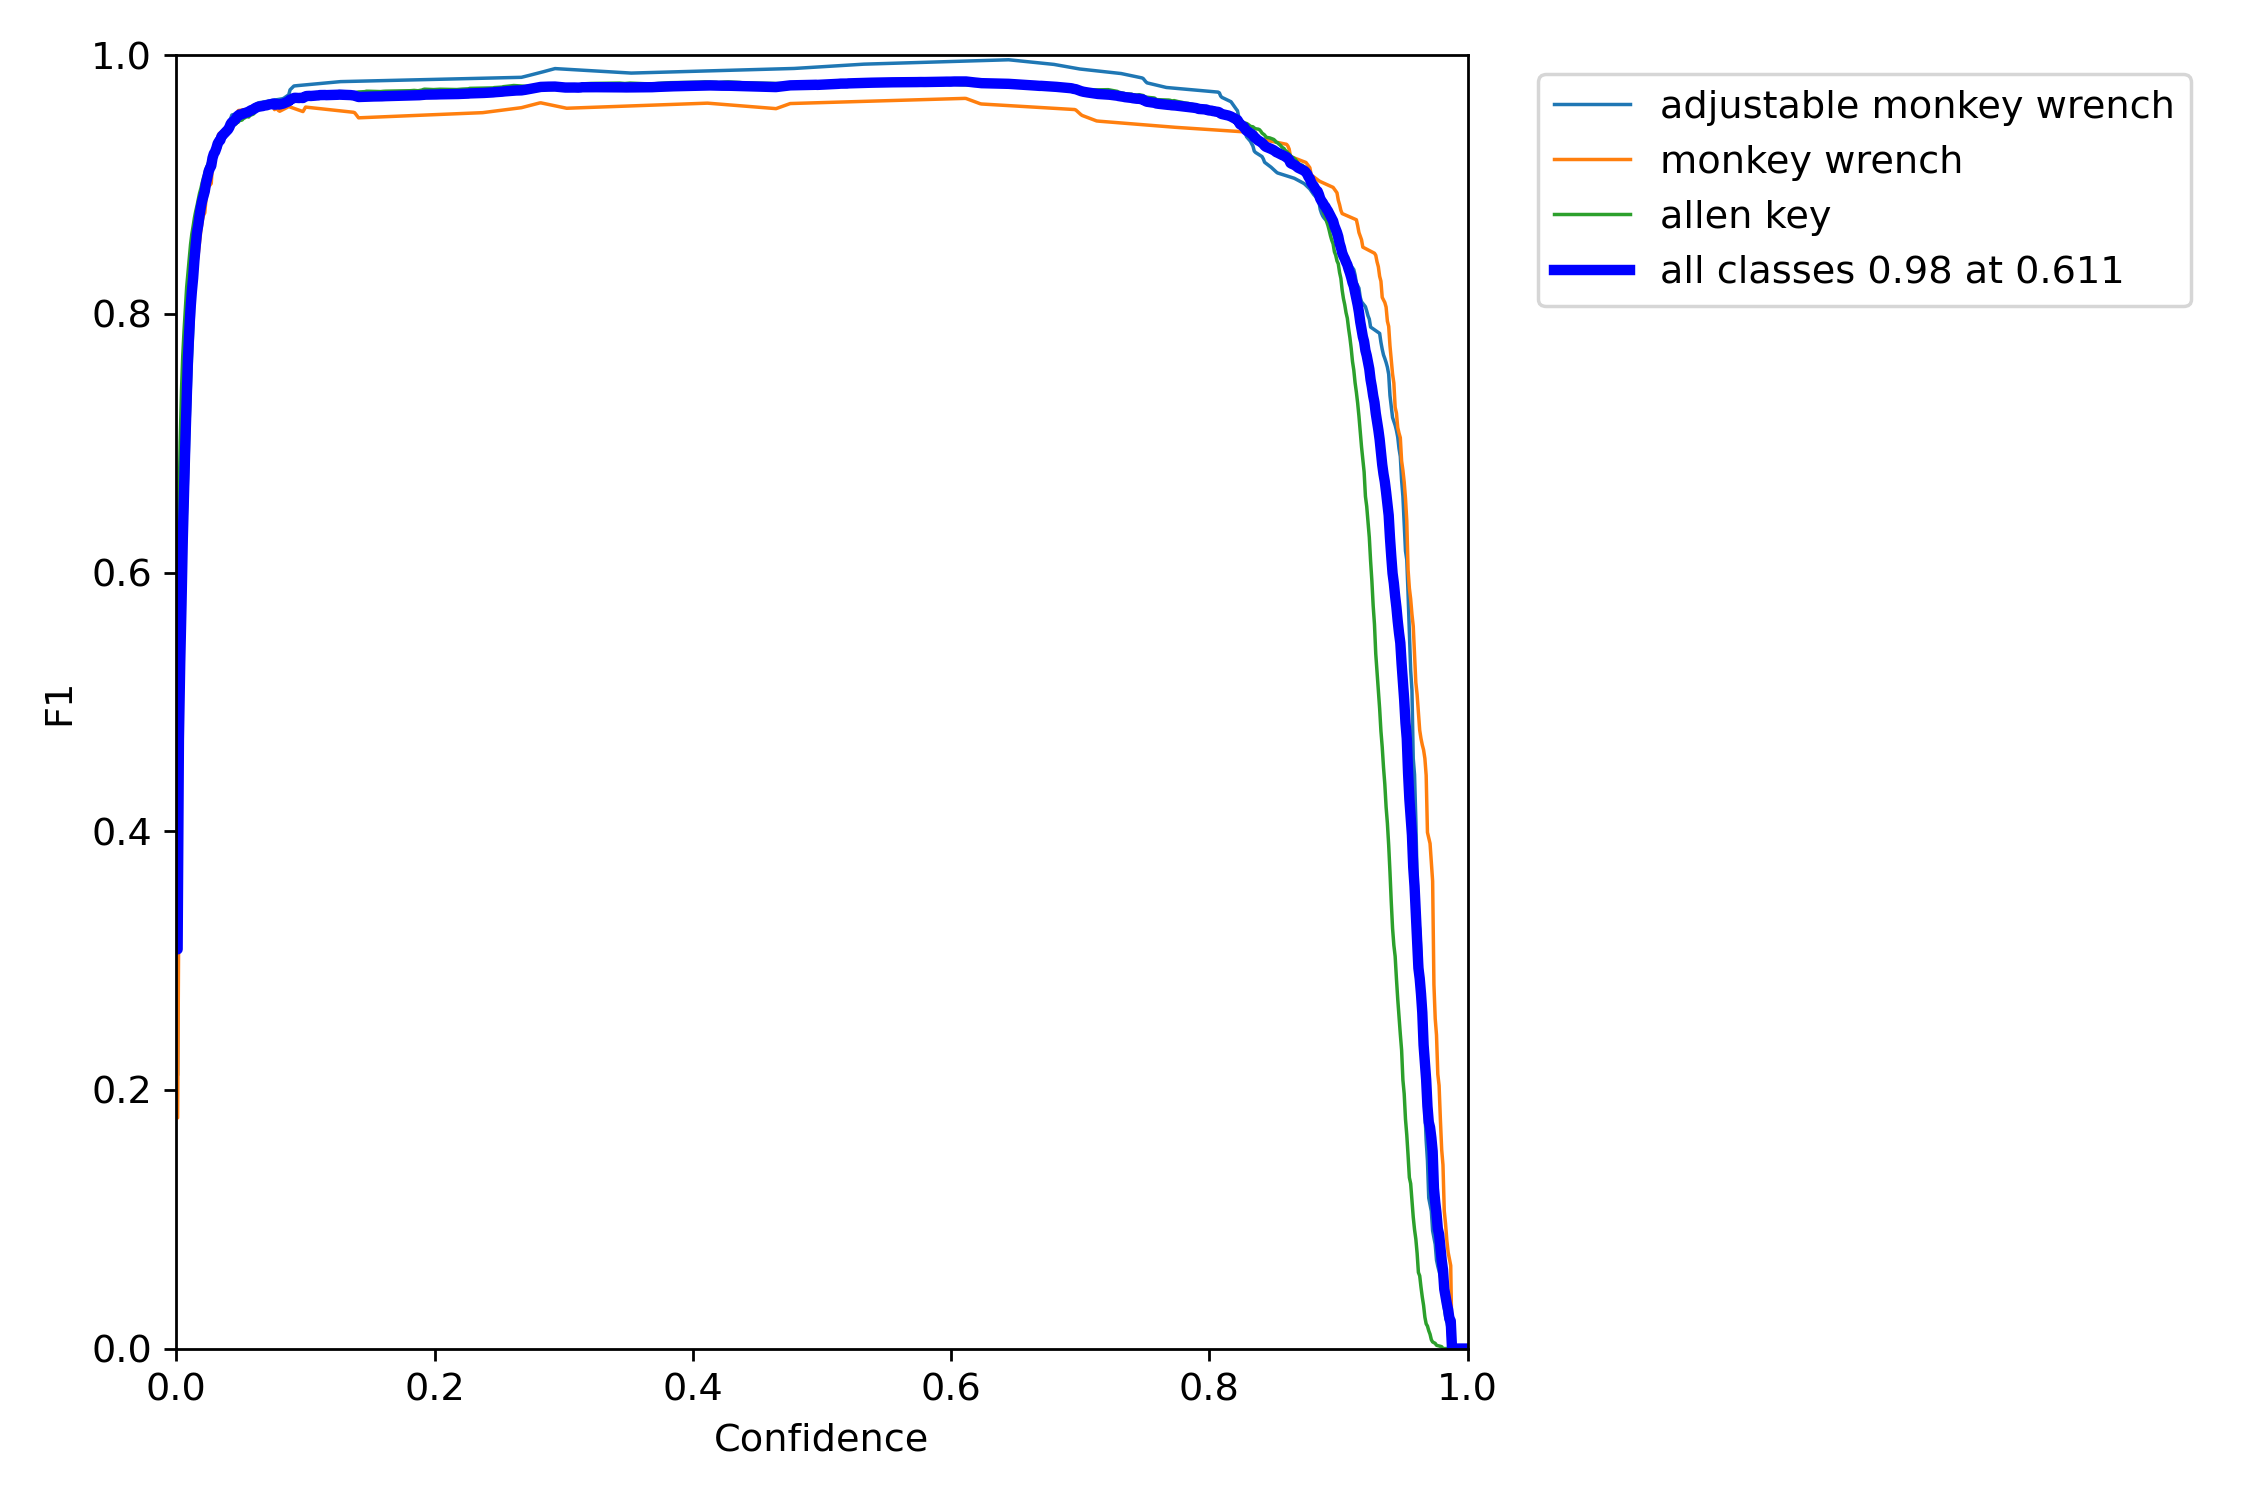 1.0
0.8
0.6
0.4
0.2
0.0
F1
0.0 0.2 0.4 0.6 0.8 1.0
Confidence
adjustable monkey wrench
monkey wrench
allen key
all classes 0.98 at 0.611